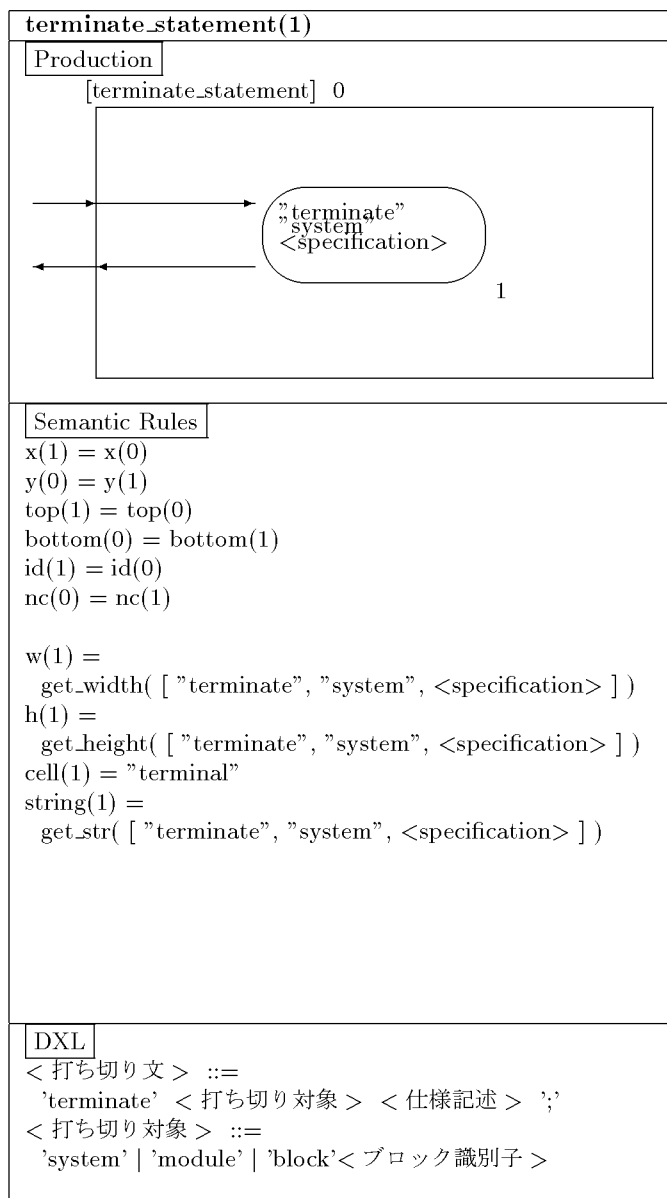 terminate_statement(1)
Production
[terminate_statement] 0
"terminate"
"system"
<specification>
1
Semantic Rules
x(1) = x(0)
y(0) = y(1)
top(1) = top(0)
bottom(0) = bottom(1)
id(1) = id(0)
nc(0) = nc(1)
w(1) =
get_width( [ "terminate", "system", <specification> ] )
h(1) =
get_height( [ "terminate", "system", <specification> ] )
cell(1) = "terminal"
string(1) =
get_str( [ "terminate", "system", <specification> ] )
DXL
< 打ち切り文 > ::=
'terminate' < 打ち切り対象 > < 仕様記述 > ';'
< 打ち切り対象 > ::=
'system' | 'module' | 'block'< ブロック識別子 >